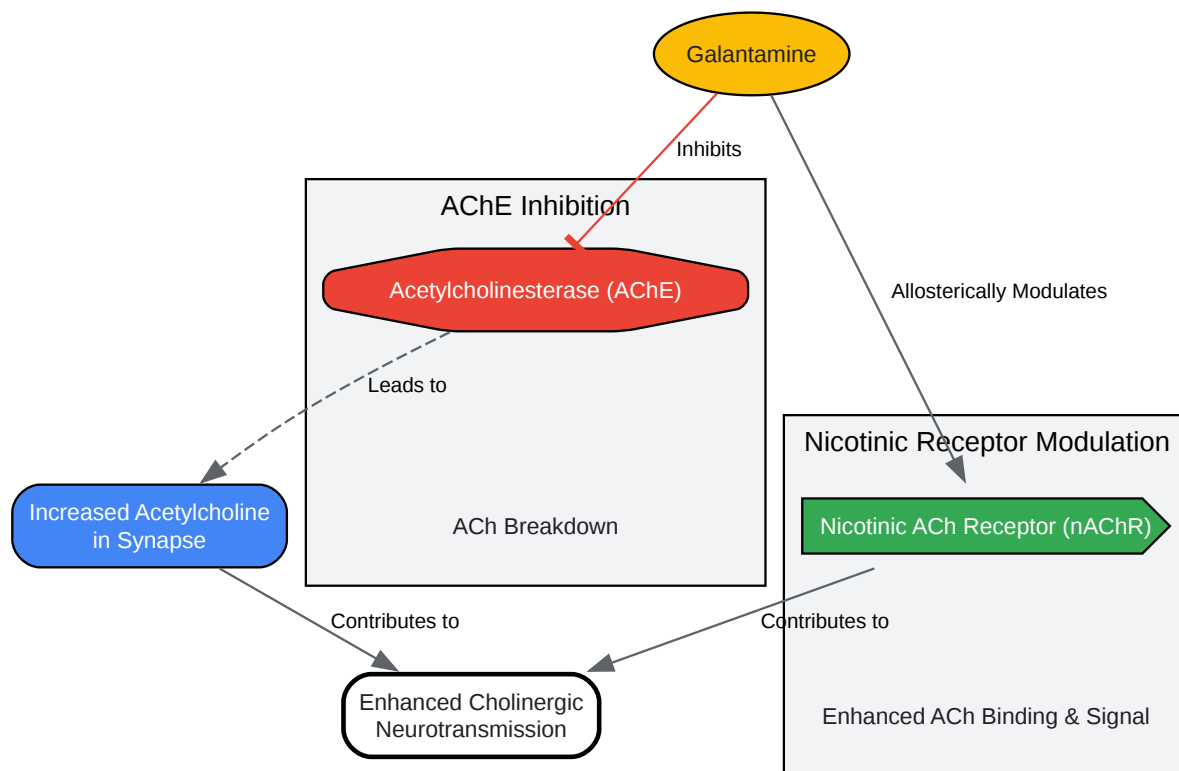 Galantamine
Inhibits
AChE Inhibition
Acetylcholinesterase (AChE)
Allosterically Modulates
Leads to
Nicotinic Receptor Modulation
Increased Acetylcholine
in Synapse
ACh Breakdown
Nicotinic ACh Receptor (nAChR)
Contributes to
Contributes to
Enhanced Cholinergic
Neurotransmission
Enhanced ACh Binding & Signal